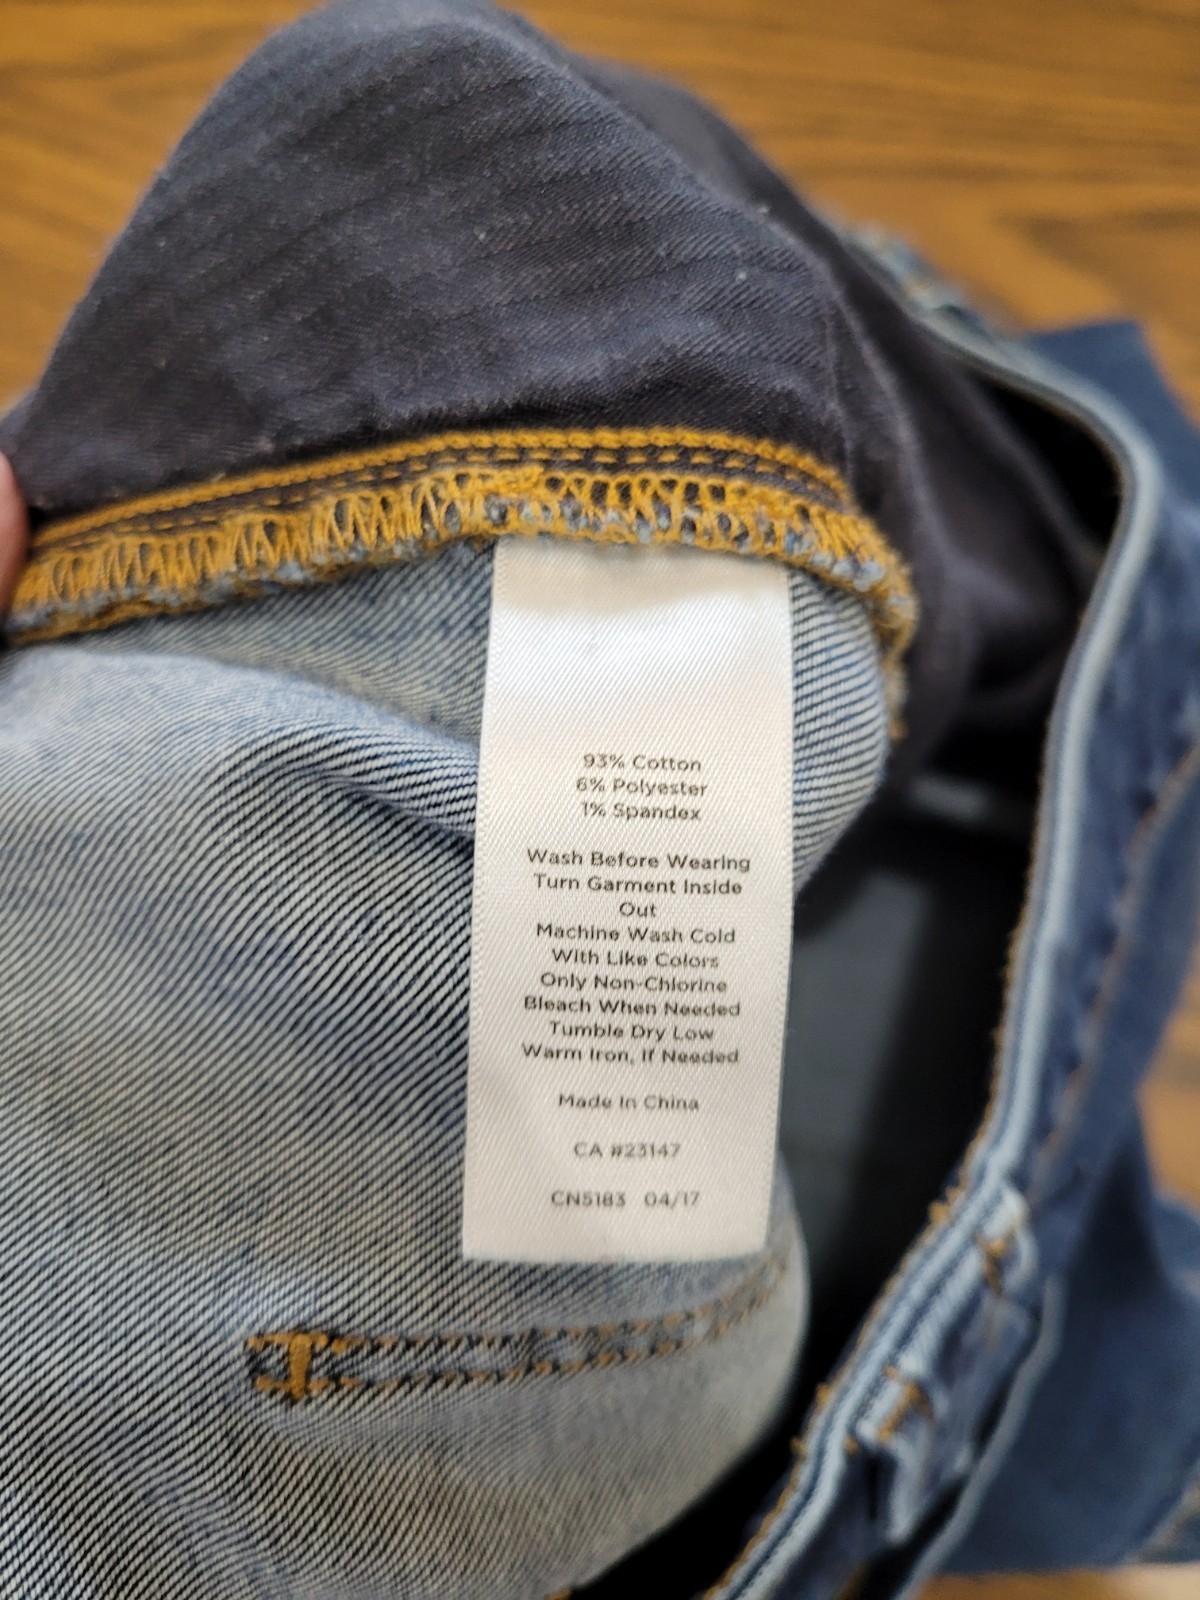 93% Cotton
6% Polyester
1% Spandex
Wash Before Wearing
Turn Garment Inside
Out
Machine Wash Cold
With Like Colors
Only Non-Chlorine
Bleach When Needed
Tumble Dry Low
Warm Iron, If Needed
Made In China
CA #23147
CN5183 04/17